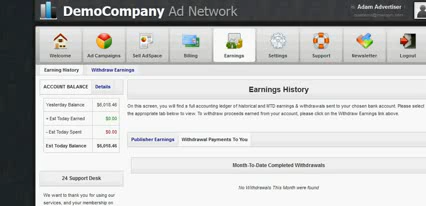 DemoCompany Ad Network
Hi Adam Advertiser
Welcome
Ad Campaigns
Sell AdSpace
Billing
Earnings
Settings
Support
Newsletter
Logout
Earning History
Withdraw Earnings
ACCOUNT BALANCE
Details
Yesterday Balance $6,015.46
+ Est Today Earned $0.00
- Est Today Spent $0.00
Est Today Balance $6,015.46
24 Support Desk
We want to thank you for using our
services, and your membership on
Earnings History
On this screen, you will find a full accounting ledger of historical and MTD earnings & withdrawals sent to your chosen bank account. Please select
the appropriate tab below to view. To withdraw proceeds earned from your account, please click on the Withdraw Earnings link above.
Publisher Earnings
Withdrawal Payments To You
Month-To-Date Completed Withdrawals
No Withdrawals This Month were found